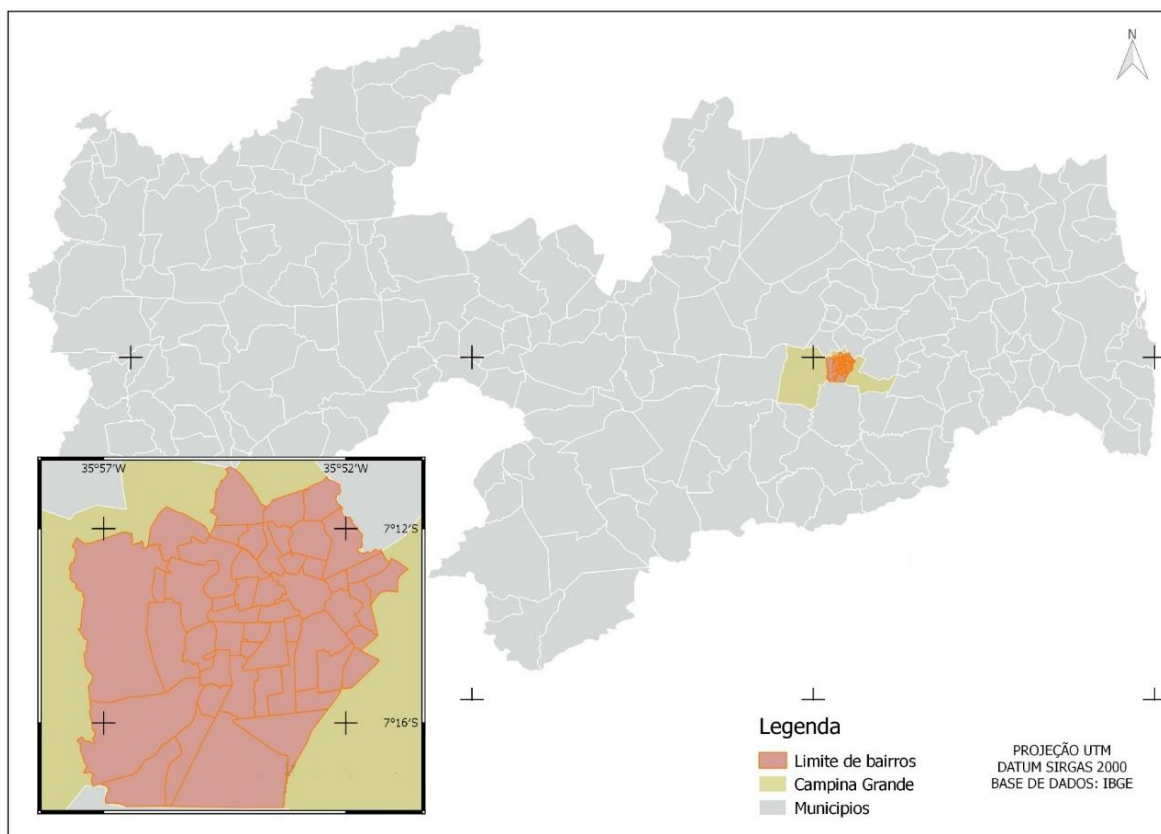 N
35°57'W
35°52'W
7°12'S
7°16'S
Legenda
Limite de bairros
Campina Grande
Municipios
PROJEÇÃO UTM
DATUM SIRGAS 2000
BASE DE DADOS: IBGE